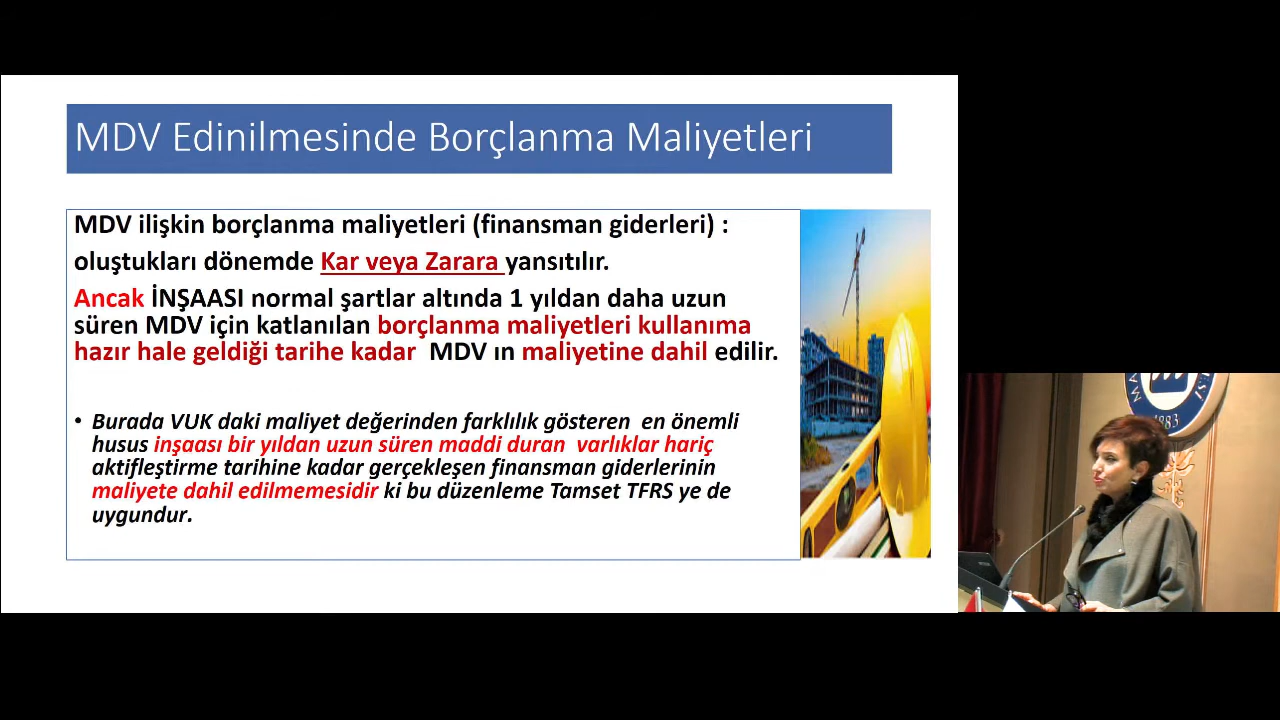 MDV Edinilmesinde Borçlanma Maliyetleri
MDV ilişkin borçlanma maliyetleri (finansman giderleri) :
oluştukları dönemde Kar veya Zarara yansıtılır.
Ancak İNŞAASI normal şartlar altında 1 yıldan daha uzun
süren MDV için katlanılan borçlanma maliyetleri kullanıma
hazır hale geldiği tarihe kadar MDV ın maliyetine dahil edilir.
• Burada VUK daki maliyet değerinden farklılık gösteren en önemli
husus inşaası bir yıldan uzun süren maddi duran varlıklar hariç
aktifleştirme tarihine kadar gerçekleşen finansman giderlerinin
maliyete dahil edilmemesidir ki bu düzenleme Tamset TFRS ye de
uygundur.